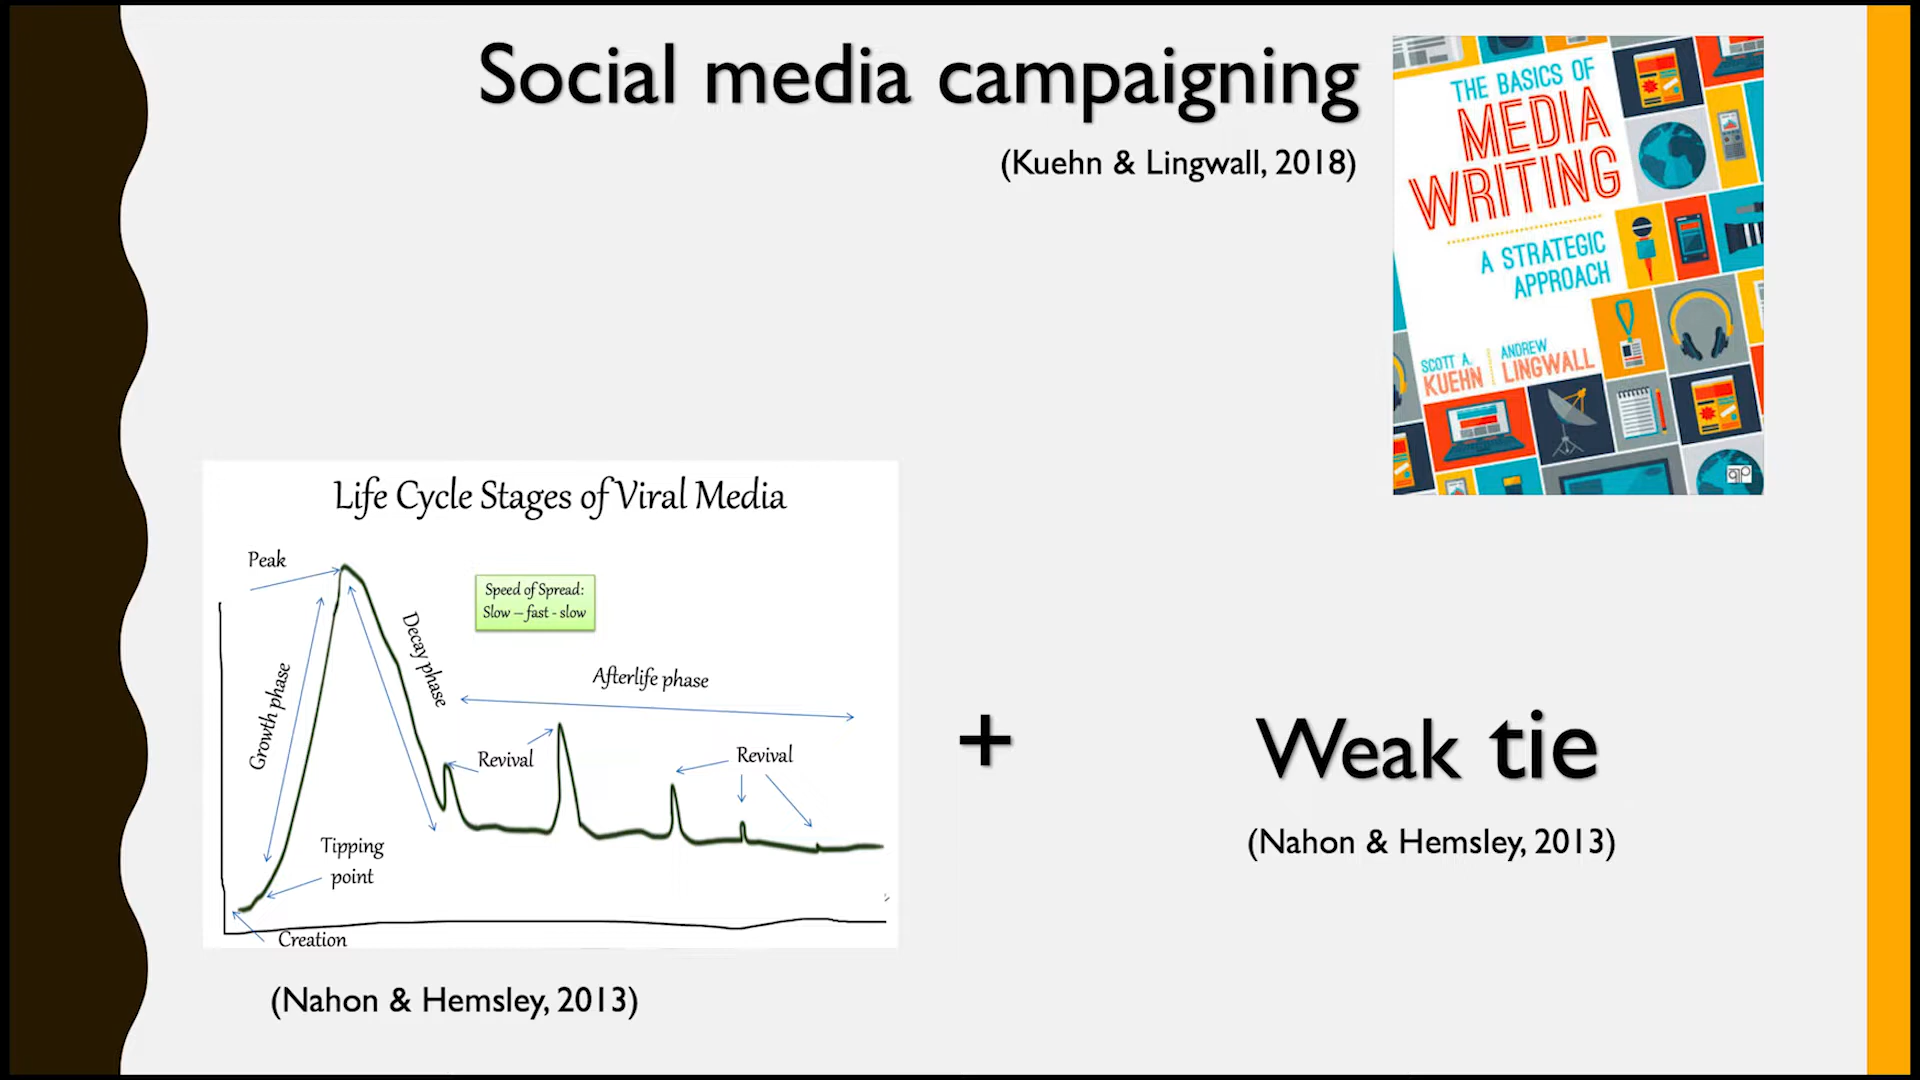 Social media campaigning
(Kuehn & Lingwall, 2018)
THE BASICS OF
MEDIA
WRITING
A STRATEGIC
APPROACH
SCOTT A.
KUEHN
ANDREW
LINGWALL
Life Cycle Stages of Viral Media
Peak
Speed of Spread:
Slow – fast - slow
Growth phase
Decay phase
Afterlife phase
Revival
Revival
Tipping
point
Creation
(Nahon & Hemsley, 2013)
+
Weak tie
(Nahon & Hemsley, 2013)